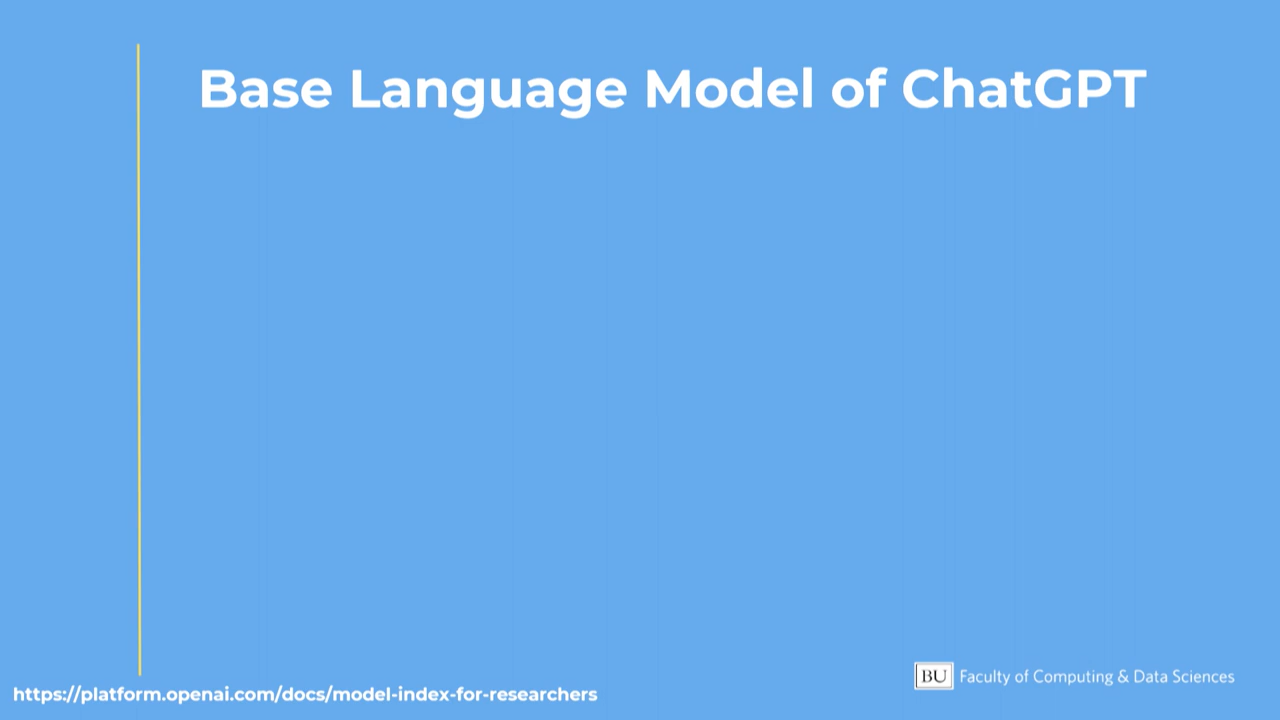 Base Language Model of ChatGPT
BU Faculty of Computing & Data Sciences
https://platform.openai.com/docs/model-index-for-researchers